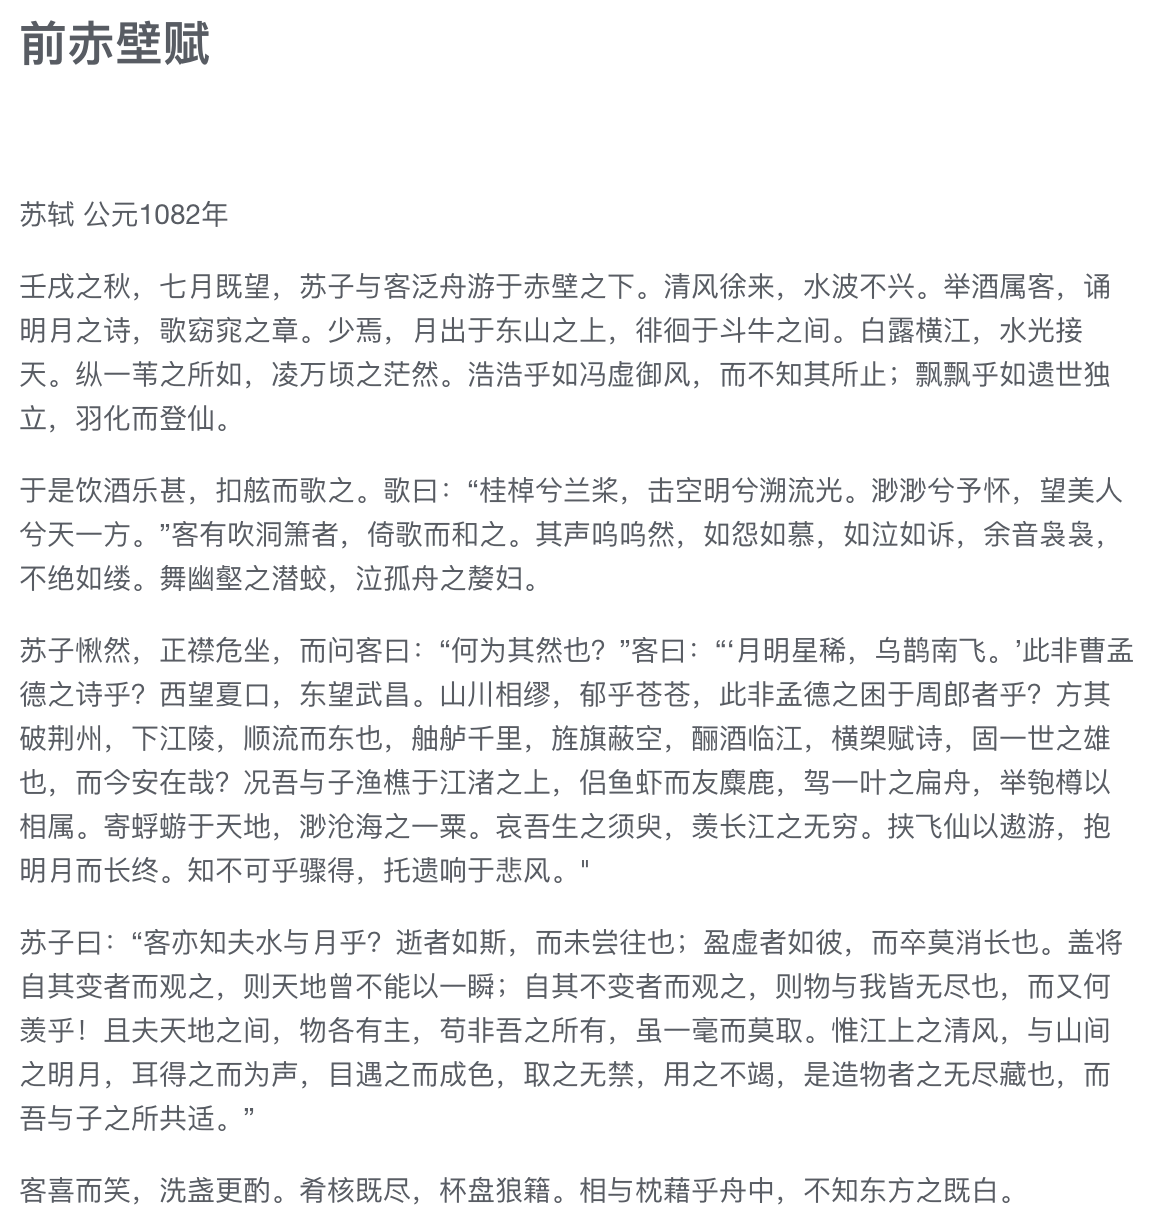 前赤壁赋
苏轼 公元1082年
壬戌之秋，七月既望，苏子与客泛舟游于赤壁之下。清风徐来，水波不兴。举酒属客，诵
明月之诗，歌窈窕之章。少焉，月出于东山之上，徘徊于斗牛之间。白露横江，水光接
天。纵一苇之所如，凌万顷之茫然。浩浩乎如冯虚御风，而不知其所止；飘飘乎如遗世独
立，羽化而登仙。
于是饮酒乐甚，扣舷而歌之。歌曰：“桂棹兮兰桨，击空明兮溯流光。渺渺兮予怀，望美人
兮天一方。”客有吹洞箫者，倚歌而和之。其声呜呜然，如怨如慕，如泣如诉，余音袅袅，
不绝如缕。舞幽壑之潜蛟，泣孤舟之嫠妇。
苏子愀然，正襟危坐，而问客曰：“何为其然也？”客曰：“‘月明星稀，乌鹊南飞。’此非曹孟
德之诗乎？西望夏口，东望武昌。山川相缪，郁乎苍苍，此非孟德之困于周郎者乎？方其
破荆州，下江陵，顺流而东也，舳舻千里，旌旗蔽空，酾酒临江，横槊赋诗，固一世之雄
也，而今安在哉？况吾与子渔樵于江渚之上，侣鱼虾而友麋鹿，驾一叶之扁舟，举匏樽以
相属。寄蜉蝣于天地，渺沧海之一粟。哀吾生之须臾，羡长江之无穷。挟飞仙以遨游，抱
明月而长终。知不可乎骤得，托遗响于悲风。"
苏子曰：“客亦知夫水与月乎？逝者如斯，而未尝往也；盈虚者如彼，而卒莫消长也。盖将
自其变者而观之，则天地曾不能以一瞬；自其不变者而观之，则物与我皆无尽也，而又何
羡乎！且夫天地之间，物各有主，苟非吾之所有，虽一毫而莫取。惟江上之清风，与山间
之明月，耳得之而为声，目遇之而成色，取之无禁，用之不竭，是造物者之无尽藏也，而
吾与子之所共适。”
客喜而笑，洗盏更酌。肴核既尽，杯盘狼籍。相与枕藉乎舟中，不知东方之既白。